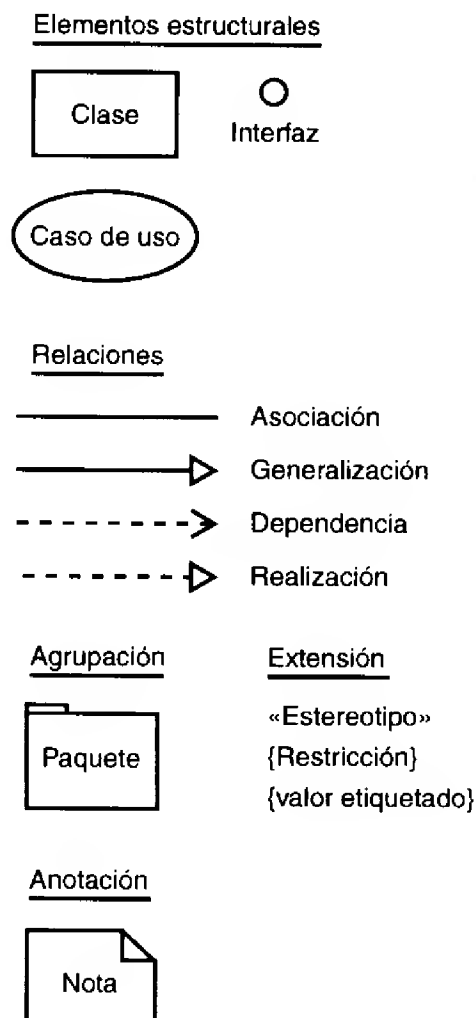 Elementos estructurales
Clase
Interfaz
Caso de uso
Relaciones
Asociación
Generalización
Dependencia
Realización
Agrupación
Paquete
Extensión
«Estereotipo»
{Restricción}
{valor etiquetado}
Anotación
Nota